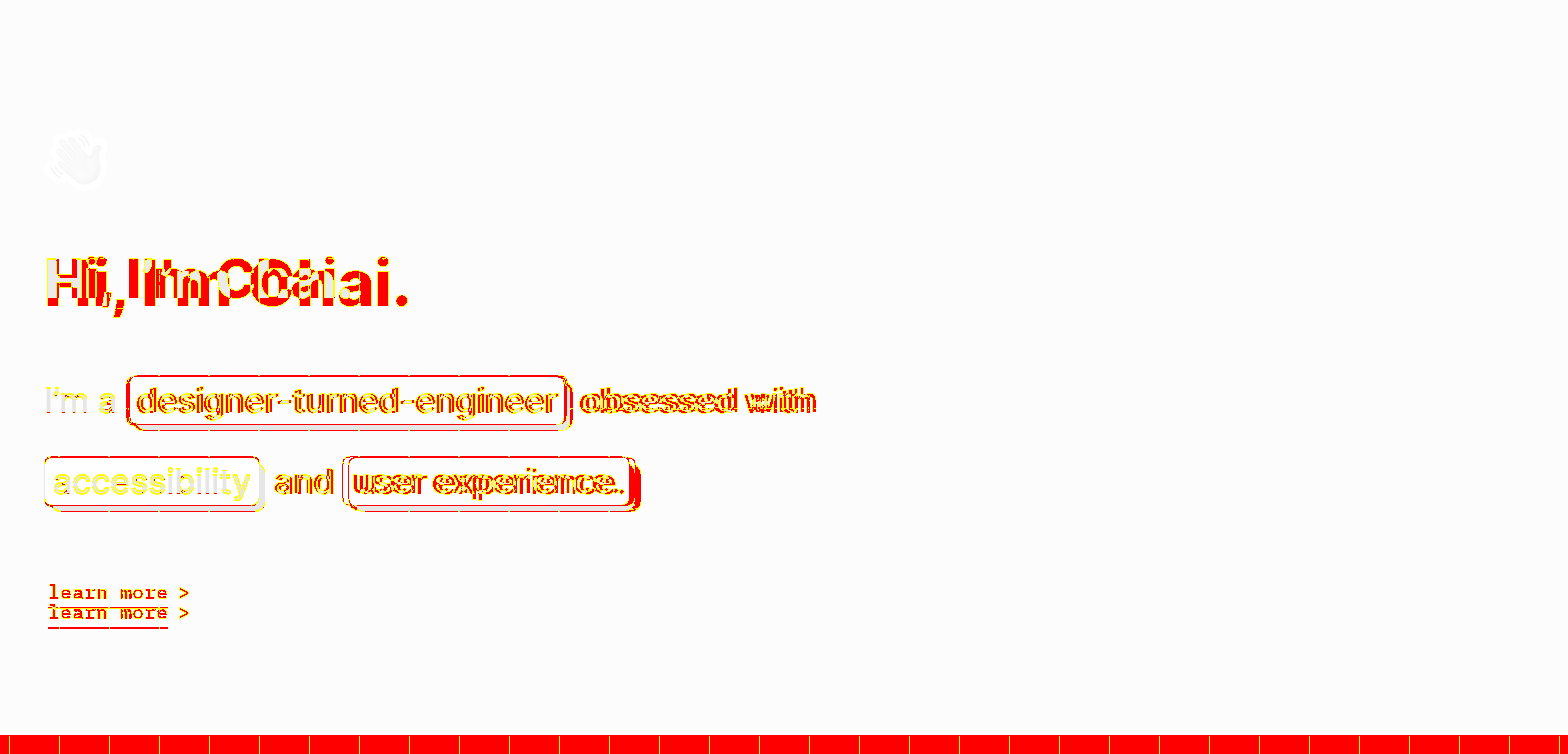 Hi, I'm Chai.
I'm a designer-turned-engineer obsessed with
accessibility and user experience.
learn more >
learn more >